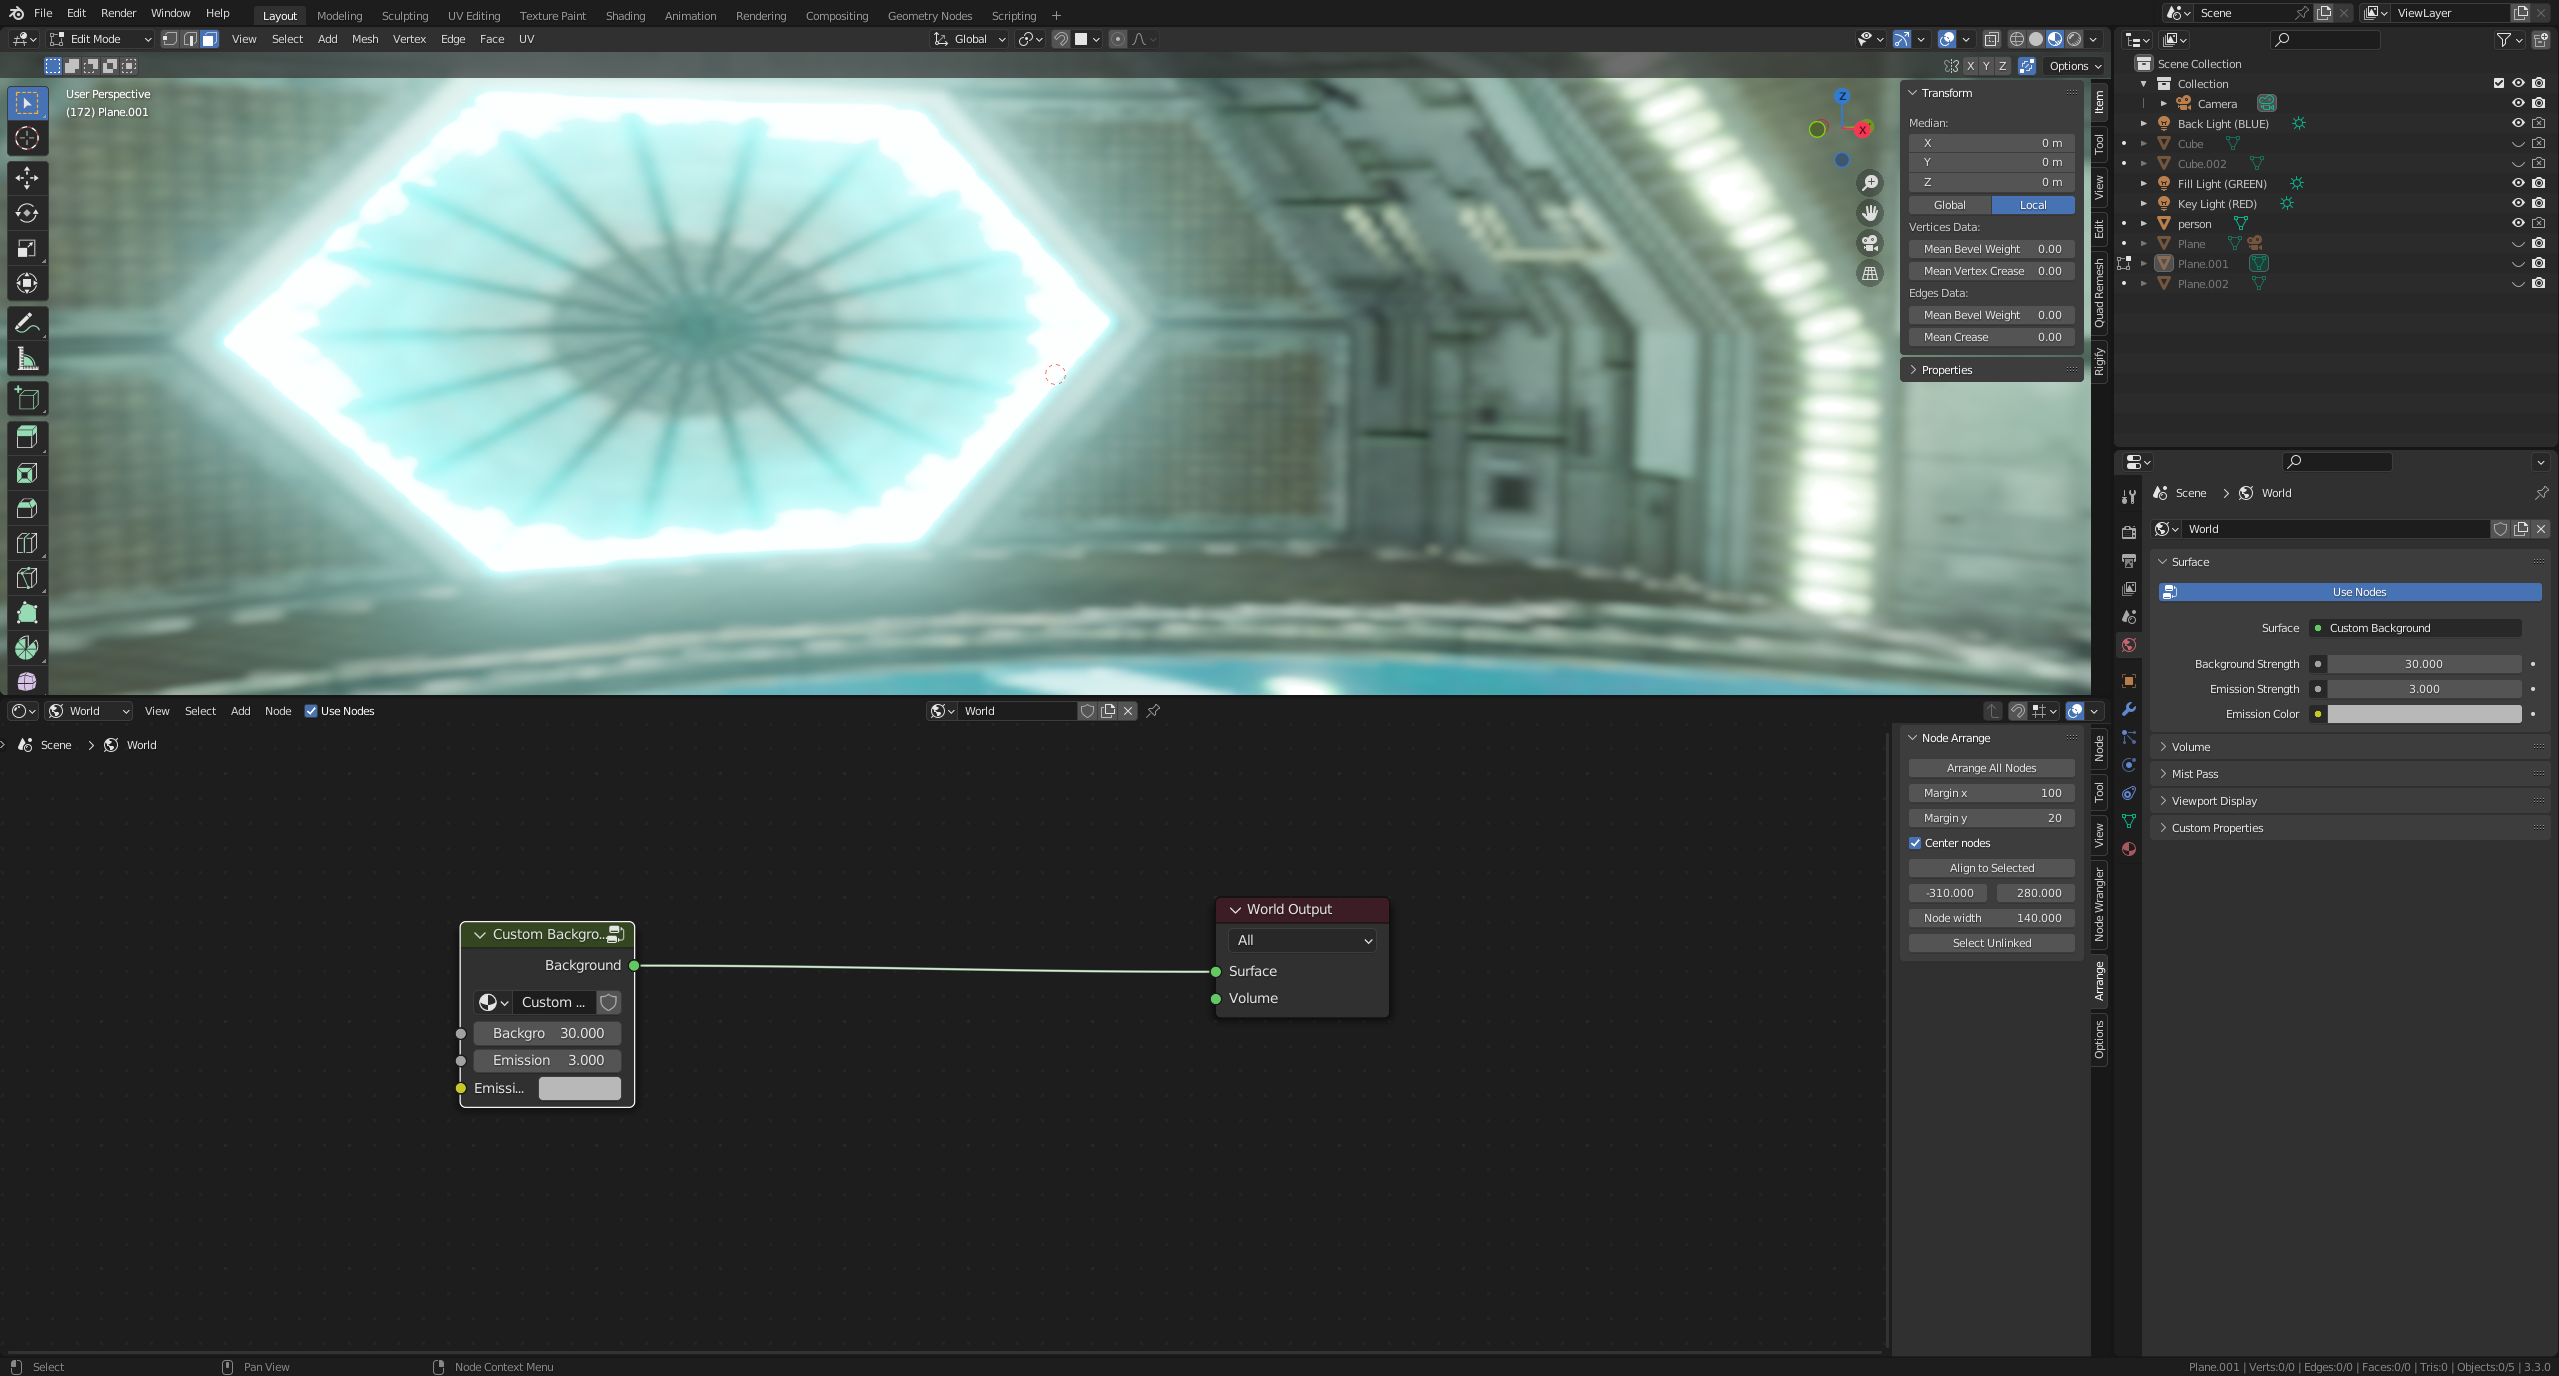 File Edit Render Window Help Layout Modeling Sculpting UV Editing Texture Paint Shading Animation Rendering Compositing Geometry Nodes Scripting + Scene ViewLayer
Edit Mode View Select Add Mesh Vertex Edge Face UV Global
X Y Z Options
User Perspective
(172) Plane.001
Z
X
Transform
Median:
X 0 m
Y 0 m
Z 0 m
Global Local
Vertices Data:
Mean Bevel Weight 0.00
Mean Vertex Crease 0.00
Edges Data:
Mean Bevel Weight 0.00
Mean Crease 0.00
Properties
Item
Tool
View
Edit
Quad Remesh
Rigify
Scene Collection
Collection
Camera
Back Light (BLUE)
Cube
Cube.002
Fill Light (GREEN)
Key Light (RED)
person
Plane
Plane.001
Plane.002
Scene > World
World
Surface
Use Nodes
Surface Custom Background
Background Strength 30.000
Emission Strength 3.000
Emission Color
Volume
Mist Pass
Viewport Display
Custom Properties
World View Select Add Node Use Nodes World
Scene > World
Custom Backgro...
Background
Custom ...
Backgro 30.000
Emission 3.000
Emissi...
World Output
All
Surface
Volume
Node Arrange
Arrange All Nodes
Margin x 100
Margin y 20
Center nodes
Align to Selected
-310.000 280.000
Node width 140.000
Select Unlinked
Node
Tool
View
Node Wrangler
Arrange
Options
Select Pan View Node Context Menu Plane.001 | Verts:0/0 | Edges:0/0 | Faces:0/0 | Tris:0 | Objects:0/5 | 3.3.0